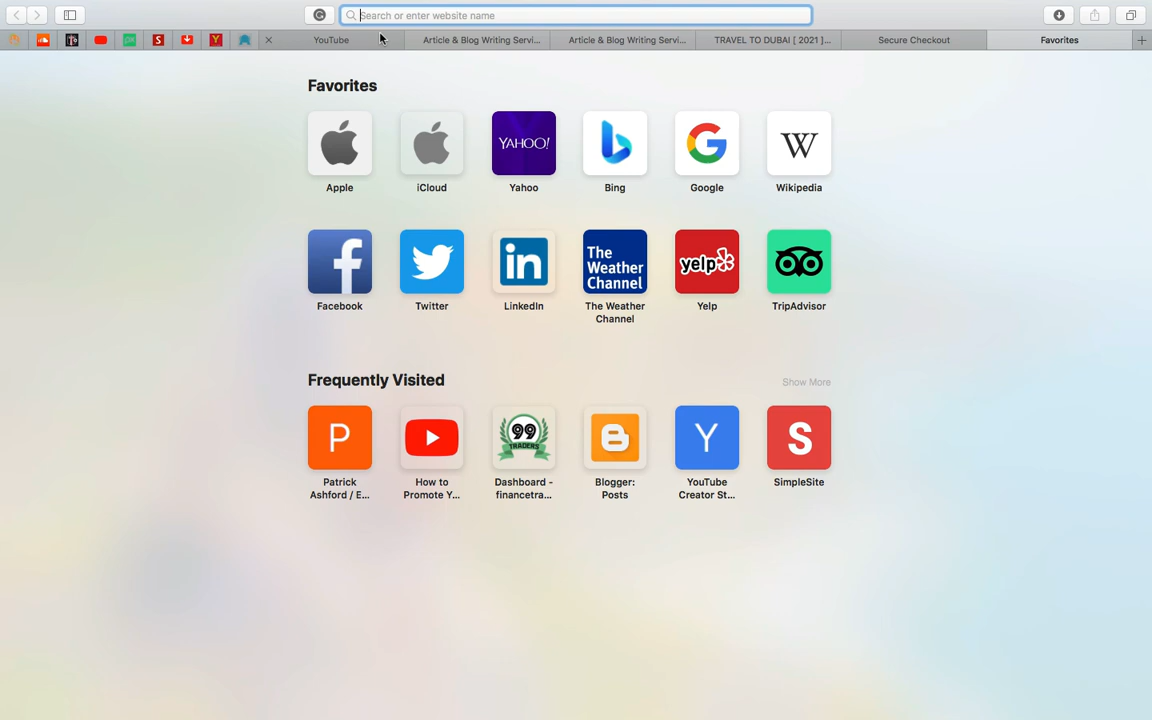 Search or enter website name
YouTube
Article & Blog Writing Servi...
Article & Blog Writing Servi...
TRAVEL TO DUBAI [ 2021 ]...
Secure Checkout
Favorites
Favorites
YAHOO!
W
Apple
iCloud
Yahoo
Bing
Google
Wikipedia
f
in
The
Weather
Channel
yelp
Facebook
Twitter
LinkedIn
The Weather
Channel
Yelp
TripAdvisor
Frequently Visited
Show More
P
99
TRADERS
B
Y
S
Patrick
Ashford / E...
How to
Promote Y...
Dashboard -
financetra...
Blogger:
Posts
YouTube
Creator St...
SimpleSite